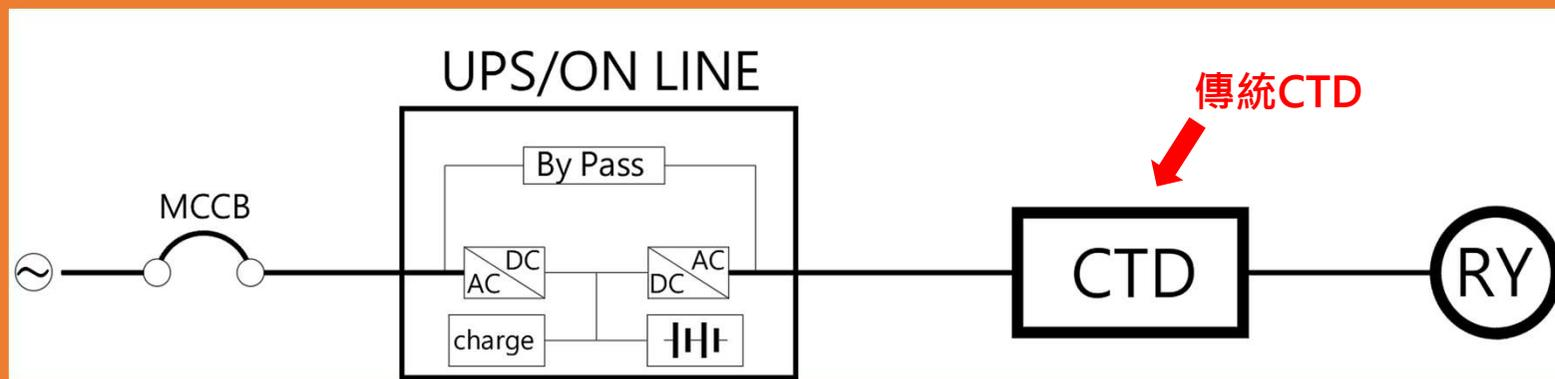 UPS/ON LINE
傳統CTD
By Pass
MCCB
AC DC
DC AC
CTD
RY
charge